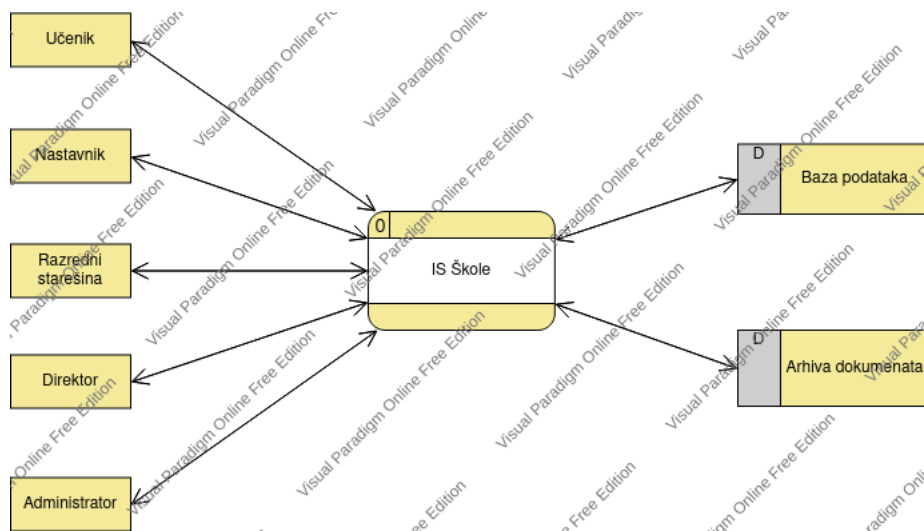 Učenik
Nastavnik
Razredni
starešina
Direktor
Administrator
0
IS Škole
D
Baza podataka
D
Arhiva dokumenata
Visual Paradigm Online Free Edition